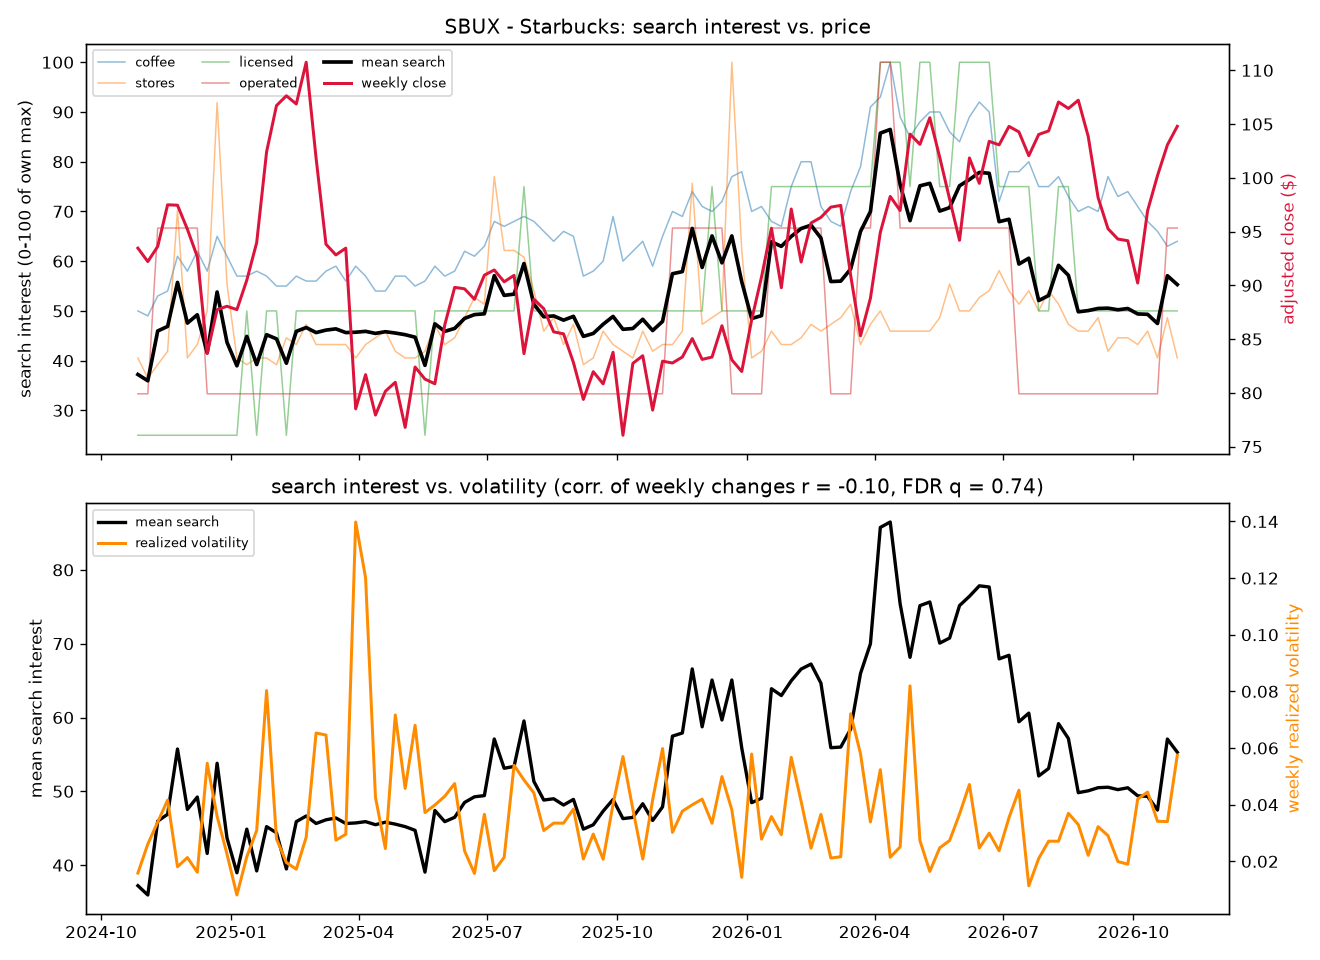 SBUX - Starbucks: search interest vs. price
coffee
stores
licensed
operated
mean search
weekly close
100
90
80
70
60
50
40
30
search interest (0-100 of own max)
110
105
100
95
90
85
80
75
adjusted close ($)
search interest vs. volatility (corr. of weekly changes r = -0.10, FDR q = 0.74)
mean search
realized volatility
80
70
60
50
40
mean search interest
0.14
0.12
0.10
0.08
0.06
0.04
0.02
weekly realized volatility
2024-10
2025-01
2025-04
2025-07
2025-10
2026-01
2026-04
2026-07
2026-10